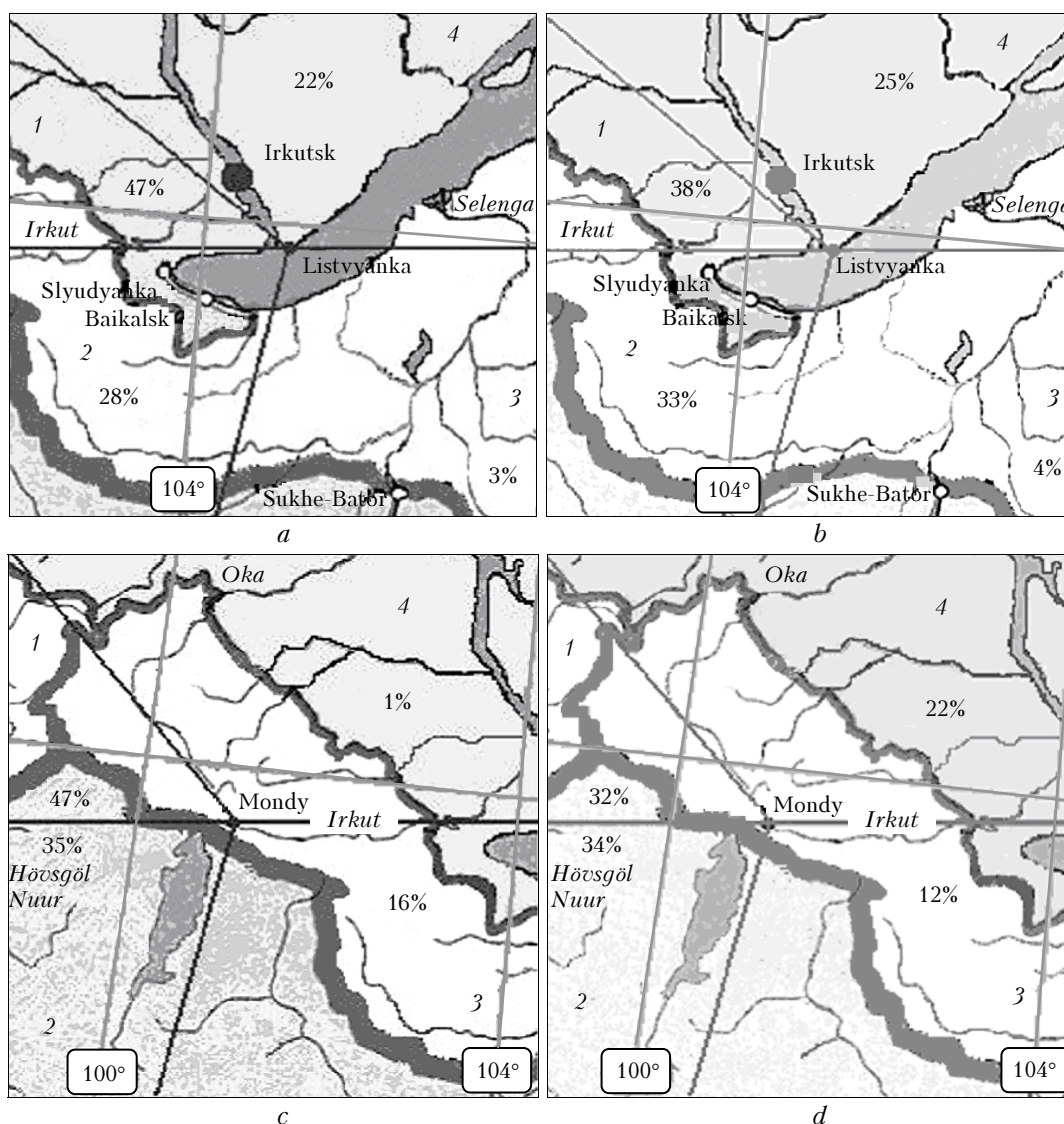 4
22%
1
Irkutsk
47%
Selenga
Irkut
Listvyanka
Slyudyanka
Baikalsk
2
28%
3
3%
104°
Sukhe-Bator
a
4
25%
1
Irkutsk
38%
Selenga
Irkut
Listvyanka
Slyudyanka
Baikalsk
2
33%
3
4%
104°
Sukhe-Bator
b
Oka
4
1
1%
47%
Mondy
Irkut
35%
Hövsgöl
Nuur
16%
3
2
100°
104°
c
Oka
4
1
22%
32%
Mondy
Irkut
34%
Hövsgöl
Nuur
12%
3
2
100°
104°
d